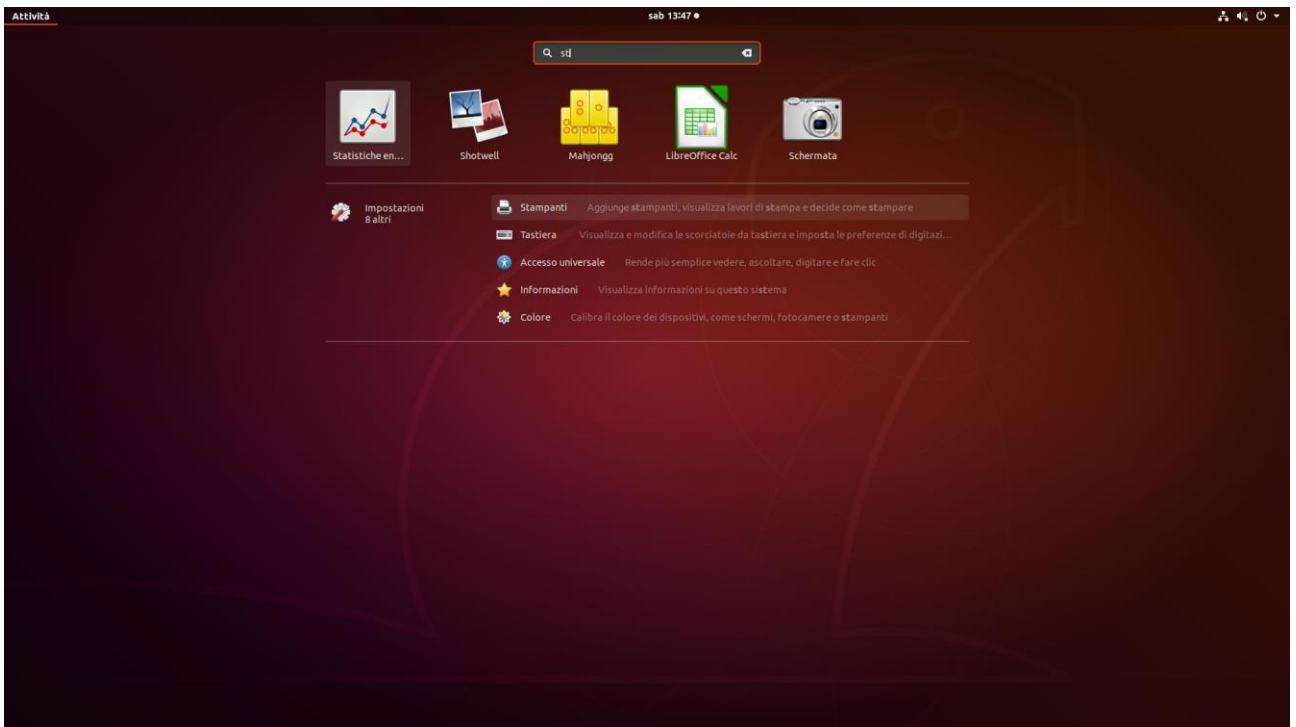 Attività
sab 13:47
st
Statistiche en...
Shotwell
Mahjongg
LibreOffice Calc
Schermata
Impostazioni
8 altri
Stampanti Aggiunge stampanti, visualizza lavori di stampa e decide come stampare
Tastiera Visualizza e modifica le scorciatoie da tastiera e imposta le preferenze di digitazi...
Accesso universale Rende più semplice vedere, ascoltare, digitare e fare clic
Informazioni Visualizza informazioni su questo sistema
Colore Calibra il colore dei dispositivi, come schermi, fotocamere o stampanti